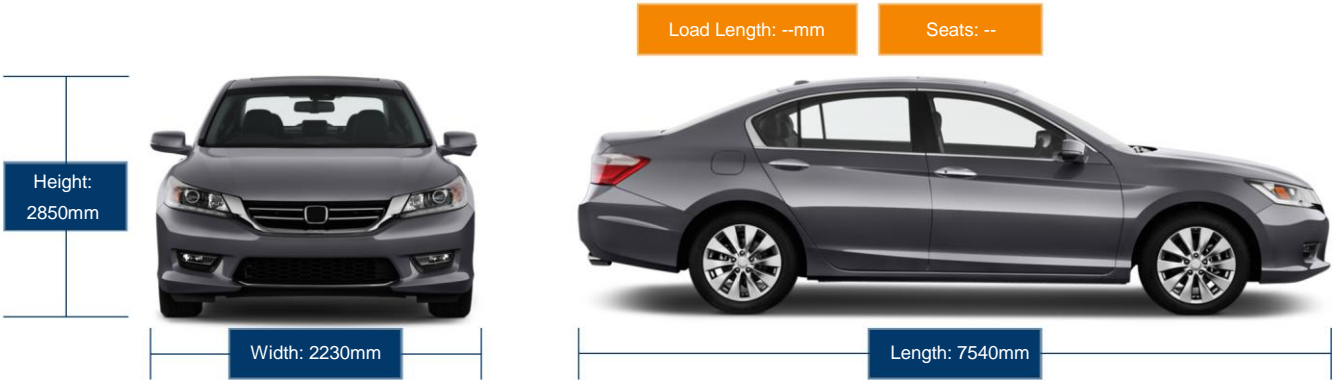 Load Length: --mm
Seats: --
Height:
2850mm
Width: 2230mm
Length: 7540mm